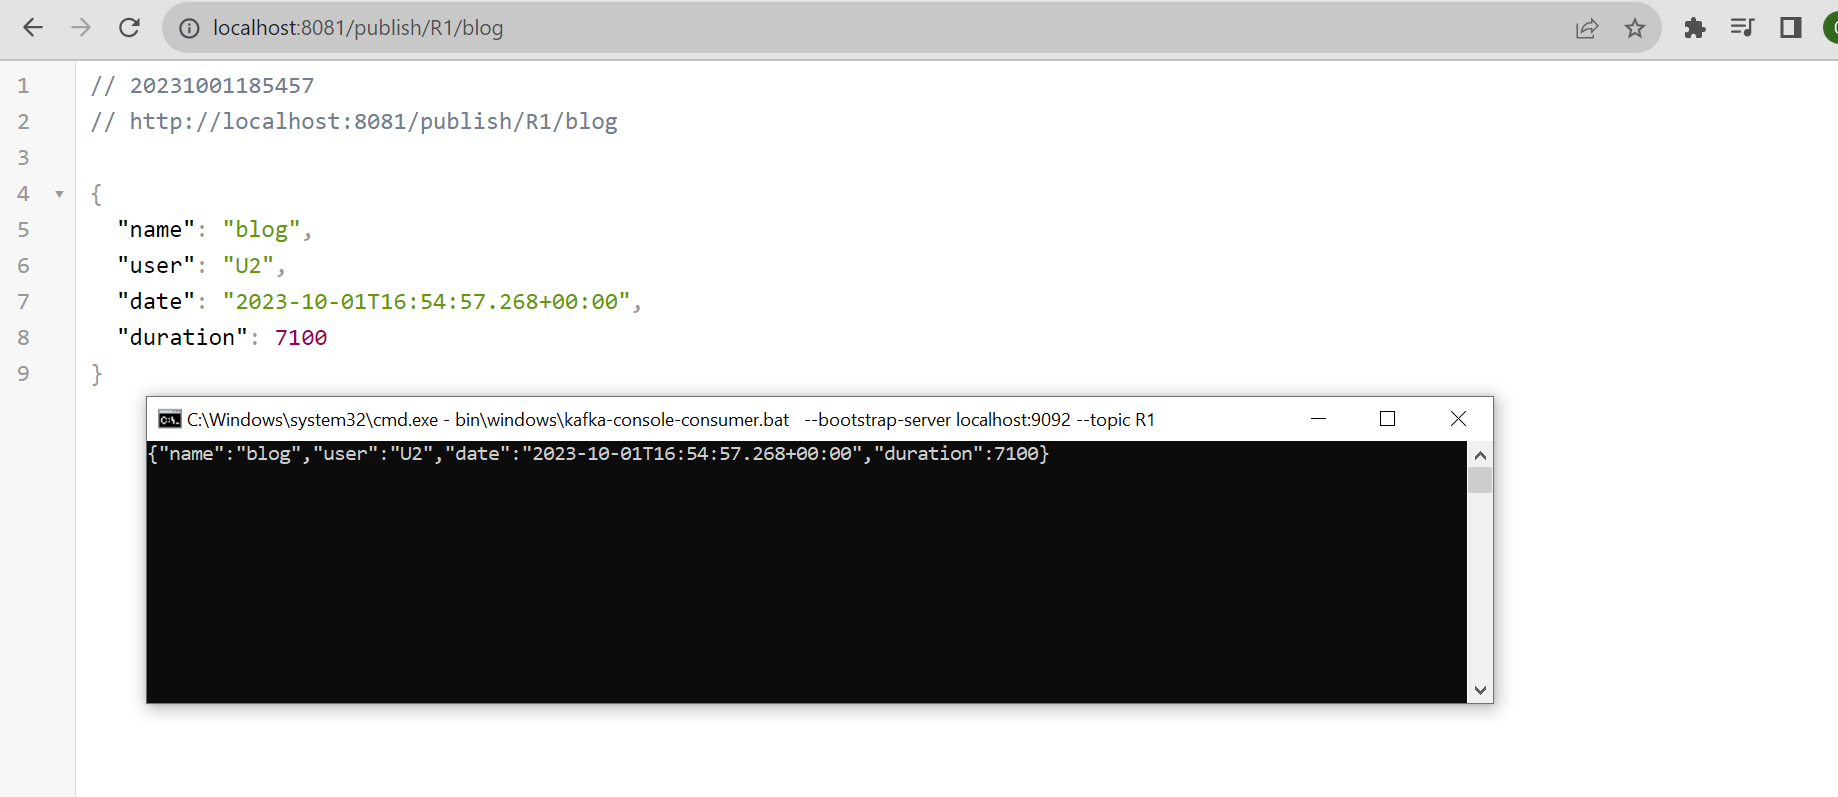 localhost:8081/publish/R1/blog
1 // 20231001185457
2 // http://localhost:8081/publish/R1/blog
3
4 {
5 "name": "blog",
6 "user": "U2",
7 "date": "2023-10-01T16:54:57.268+00:00",
8 "duration": 7100
9 }
C:\Windows\system32\cmd.exe - bin\windows\kafka-console-consumer.bat --bootstrap-server localhost:9092 --topic R1
{"name":"blog","user":"U2","date":"2023-10-01T16:54:57.268+00:00","duration":7100}